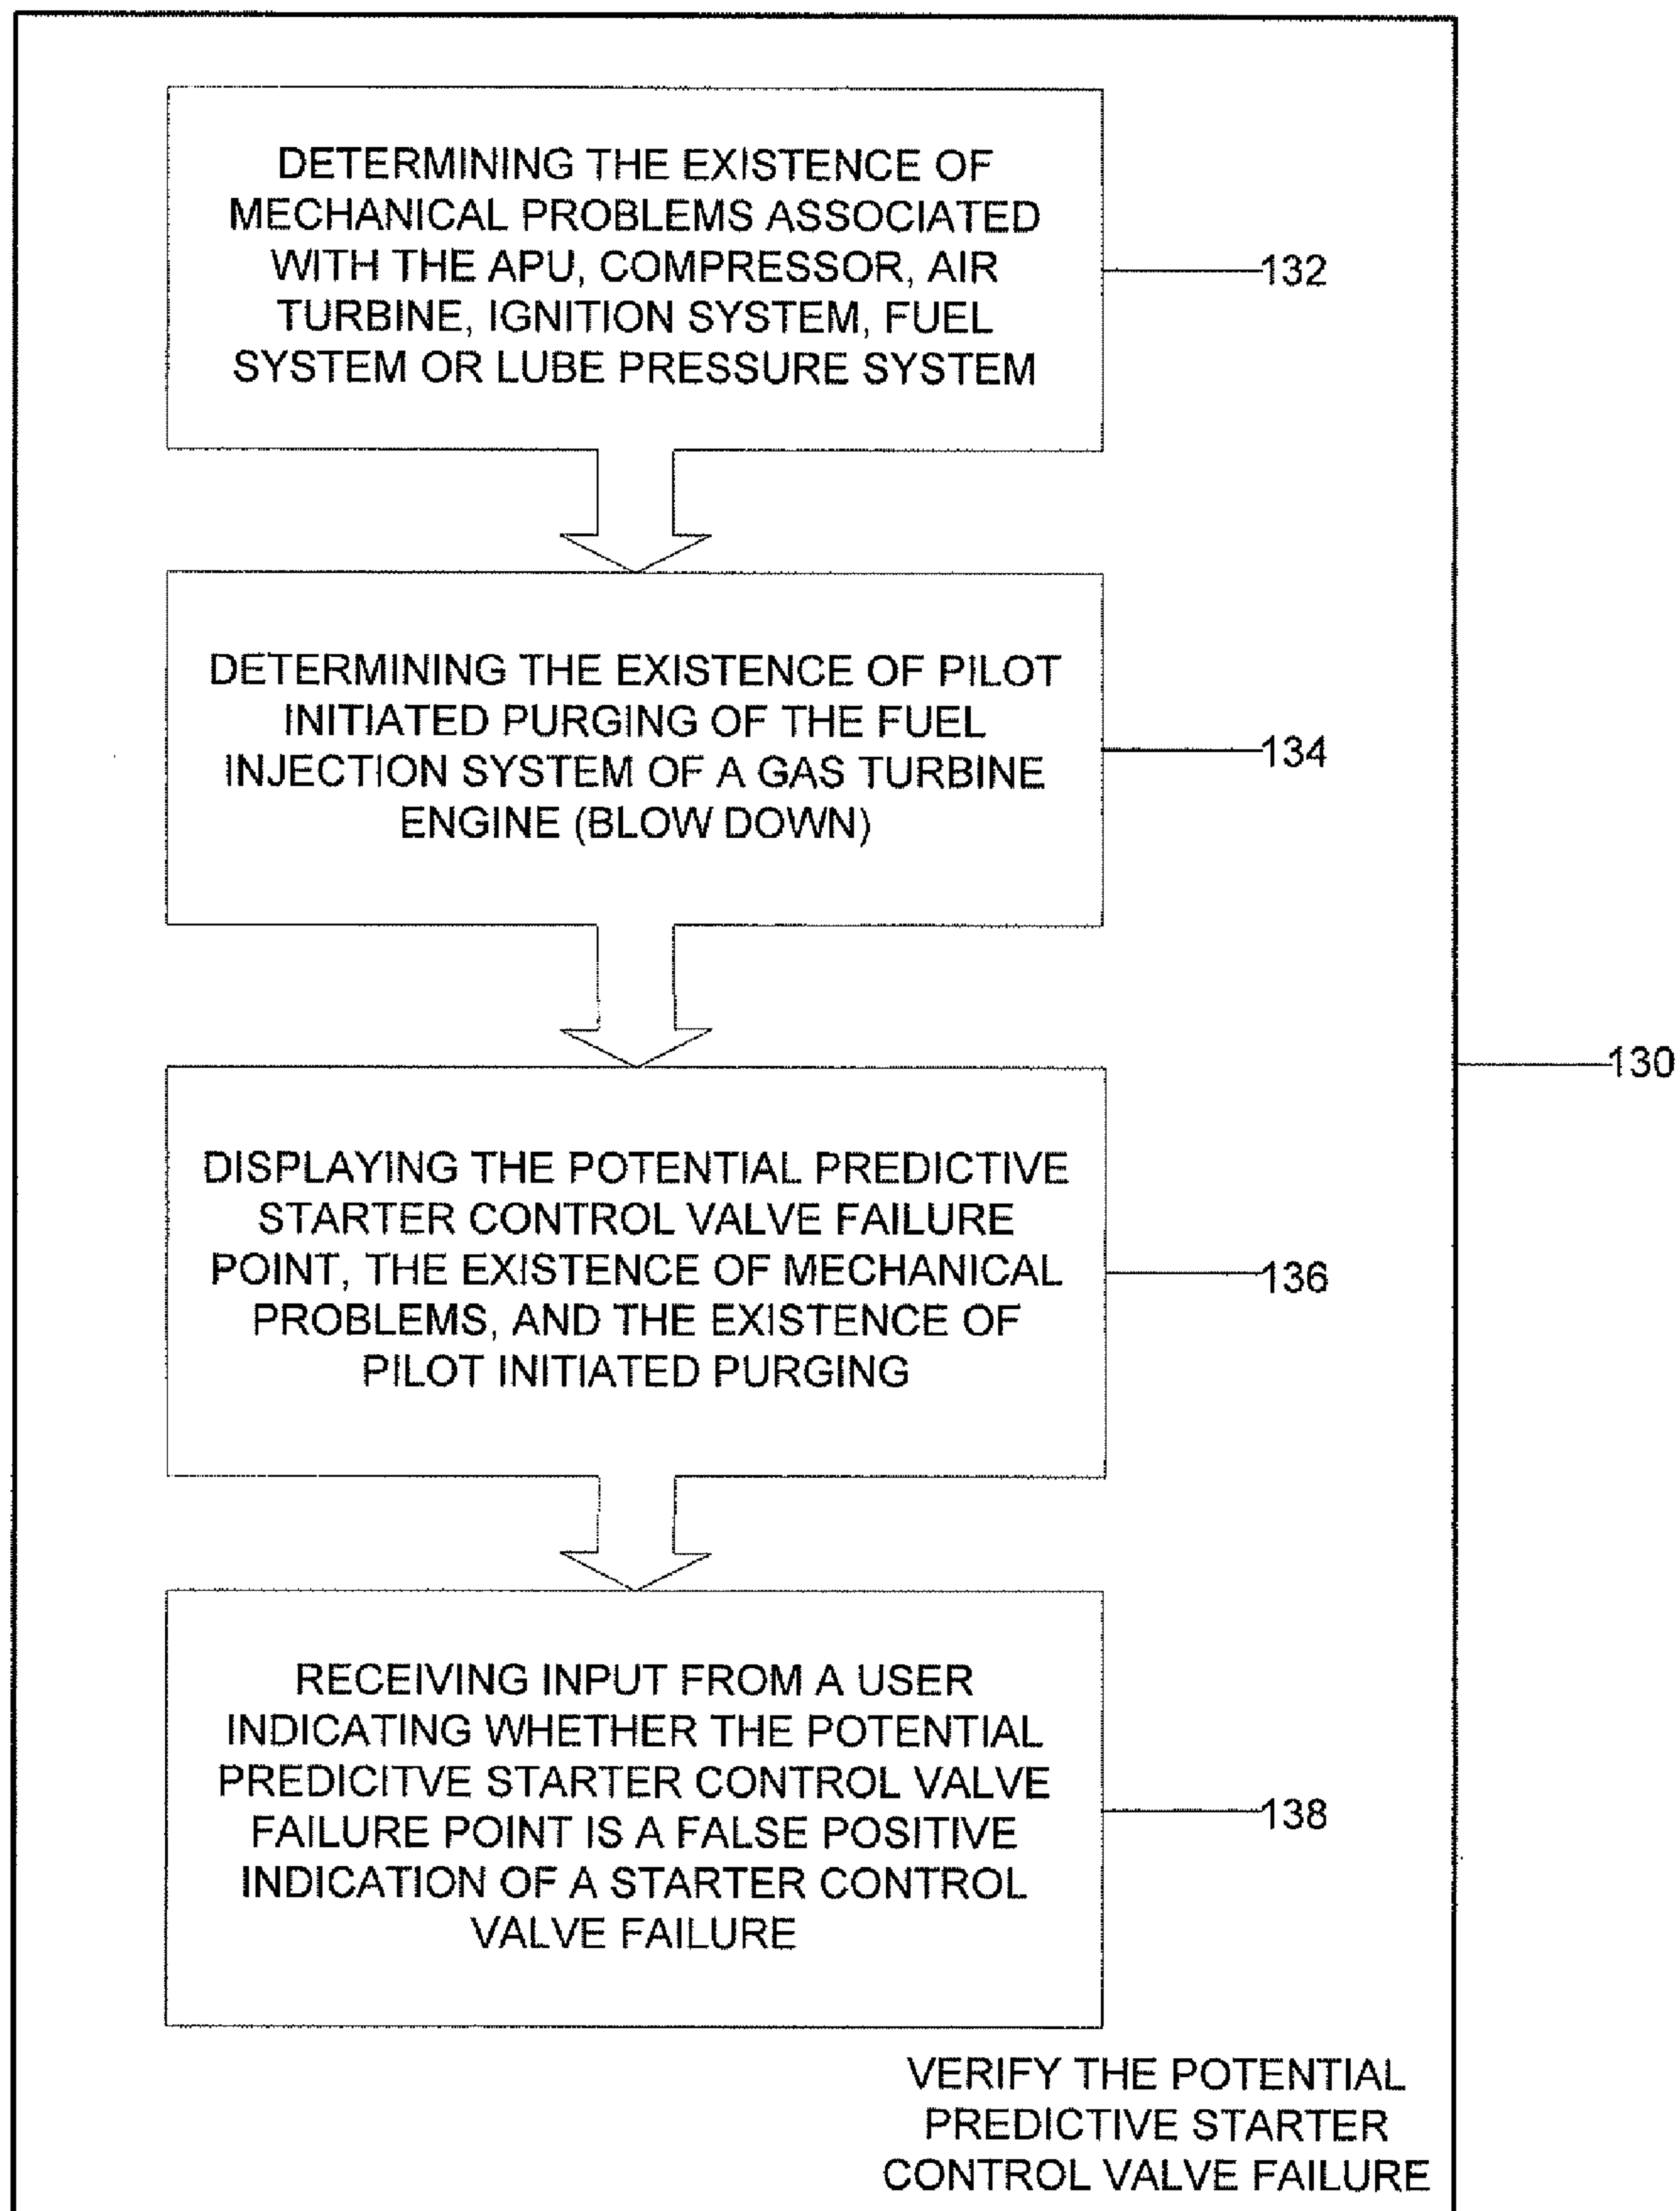 DETERMINING THE EXISTENCE OF
MECHANICAL PROBLEMS ASSOCIATED
WITH THE APU, COMPRESSOR, AIR
TURBINE, IGNITION SYSTEM, FUEL
SYSTEM OR LUBE PRESSURE SYSTEM
132
DETERMINING THE EXISTENCE OF PILOT
INITIATED PURGING OF THE FUEL
INJECTION SYSTEM OF A GAS TURBINE
ENGINE (BLOW DOWN)
134
130
DISPLAYING THE POTENTIAL PREDICTIVE
STARTER CONTROL VALVE FAILURE
POINT, THE EXISTENCE OF MECHANICAL
PROBLEMS, AND THE EXISTENCE OF
PILOT INITIATED PURGING
136
RECEIVING INPUT FROM A USER
INDICATING WHETHER THE POTENTIAL
PREDICITVE STARTER CONTROL VALVE
FAILURE POINT IS A FALSE POSITIVE
INDICATION OF A STARTER CONTROL
VALVE FAILURE
138
VERIFY THE POTENTIAL
PREDICTIVE STARTER
CONTROL VALVE FAILURE